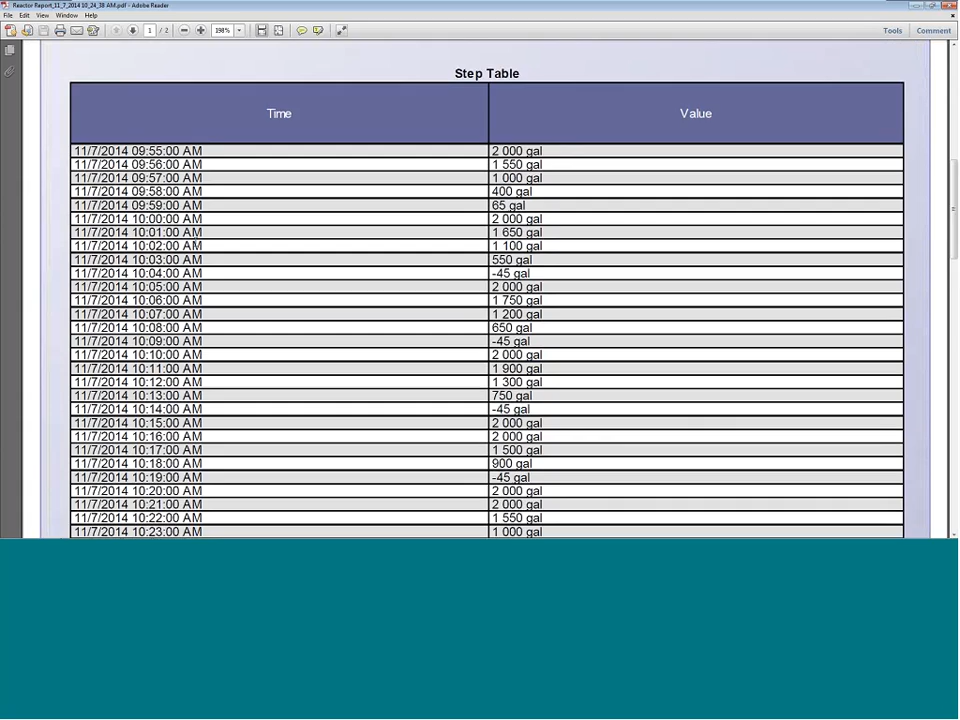 Reactor Report_11_7_2014 10_24_38 AM.pdf - Adobe Reader
File Edit View Window Help
1 / 2 198% Tools Comment
Step Table
Time Value
11/7/2014 09:55:00 AM 2 000 gal
11/7/2014 09:56:00 AM 1 550 gal
11/7/2014 09:57:00 AM 1 000 gal
11/7/2014 09:58:00 AM 400 gal
11/7/2014 09:59:00 AM 65 gal
11/7/2014 10:00:00 AM 2 000 gal
11/7/2014 10:01:00 AM 1 650 gal
11/7/2014 10:02:00 AM 1 100 gal
11/7/2014 10:03:00 AM 550 gal
11/7/2014 10:04:00 AM -45 gal
11/7/2014 10:05:00 AM 2 000 gal
11/7/2014 10:06:00 AM 1 750 gal
11/7/2014 10:07:00 AM 1 200 gal
11/7/2014 10:08:00 AM 650 gal
11/7/2014 10:09:00 AM -45 gal
11/7/2014 10:10:00 AM 2 000 gal
11/7/2014 10:11:00 AM 1 900 gal
11/7/2014 10:12:00 AM 1 300 gal
11/7/2014 10:13:00 AM 750 gal
11/7/2014 10:14:00 AM -45 gal
11/7/2014 10:15:00 AM 2 000 gal
11/7/2014 10:16:00 AM 2 000 gal
11/7/2014 10:17:00 AM 1 500 gal
11/7/2014 10:18:00 AM 900 gal
11/7/2014 10:19:00 AM -45 gal
11/7/2014 10:20:00 AM 2 000 gal
11/7/2014 10:21:00 AM 2 000 gal
11/7/2014 10:22:00 AM 1 550 gal
11/7/2014 10:23:00 AM 1 000 gal